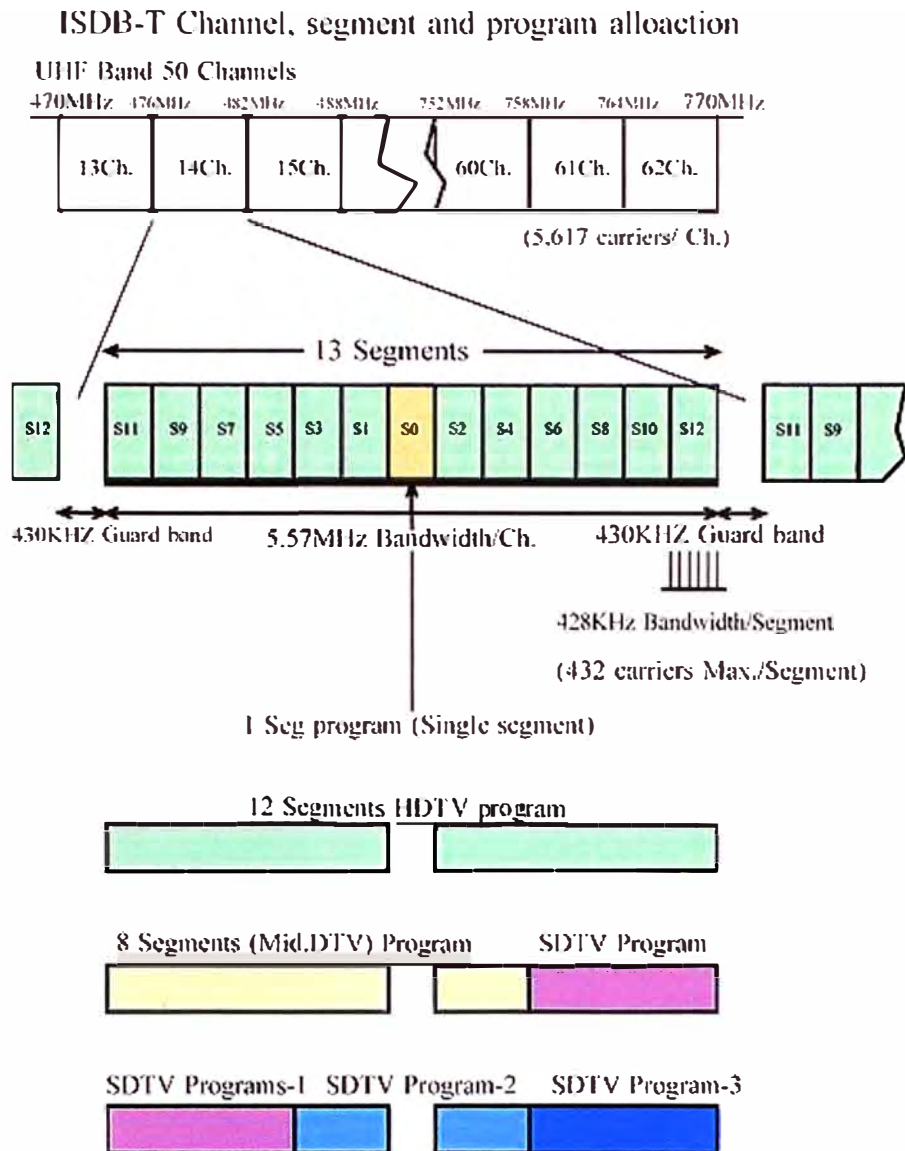 ISDB-T Channel, segment and program alloaction
UHF Band 50 Channels
470MHz 476MHz 482MHz 488MHz 752MHz 758MHz 764MHz 770MHz
13Ch. 14Ch. 15Ch. 60Ch. 61Ch. 62Ch.
(5,617 carriers/ Ch.)
13 Segments
S12 S11 S9 S7 S5 S3 S1 S0 S2 S4 S6 S8 S10 S12 S11 S9
430KHZ Guard band 5.57MHz Bandwidth/Ch. 430KHZ Guard band
428KHz Bandwidth/Segment
(432 carriers Max./Segment)
1 Seg program (Single segment)
12 Segments HDTV program
8 Segments (Mid.DTV) Program SDTV Program
SDTV Programs-1 SDTV Program-2 SDTV Program-3